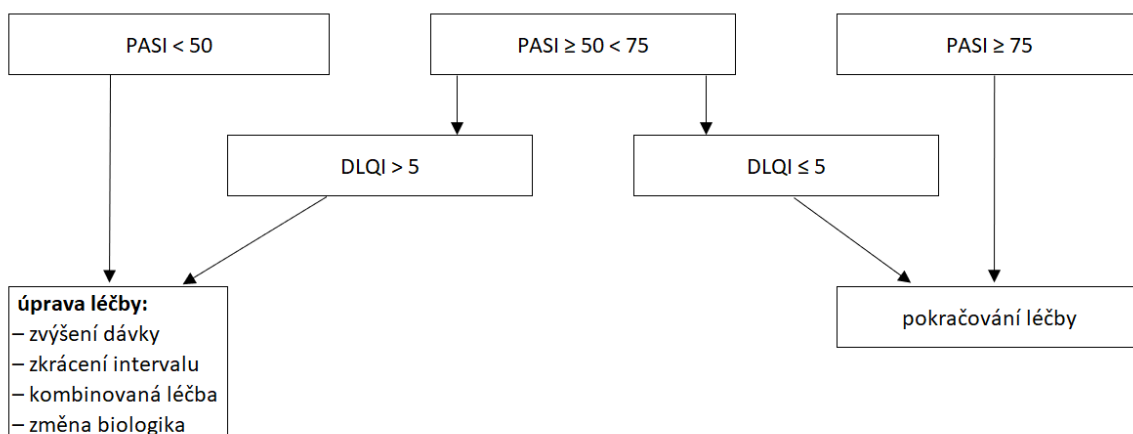 PASI < 50
PASI ≥ 50 < 75
PASI ≥ 75
DLQI > 5
DLQI ≤ 5
úprava léčby:
– zvýšení dávky
– zkrácení intervalu
– kombinovaná léčba
– změna biologika
pokračování léčby